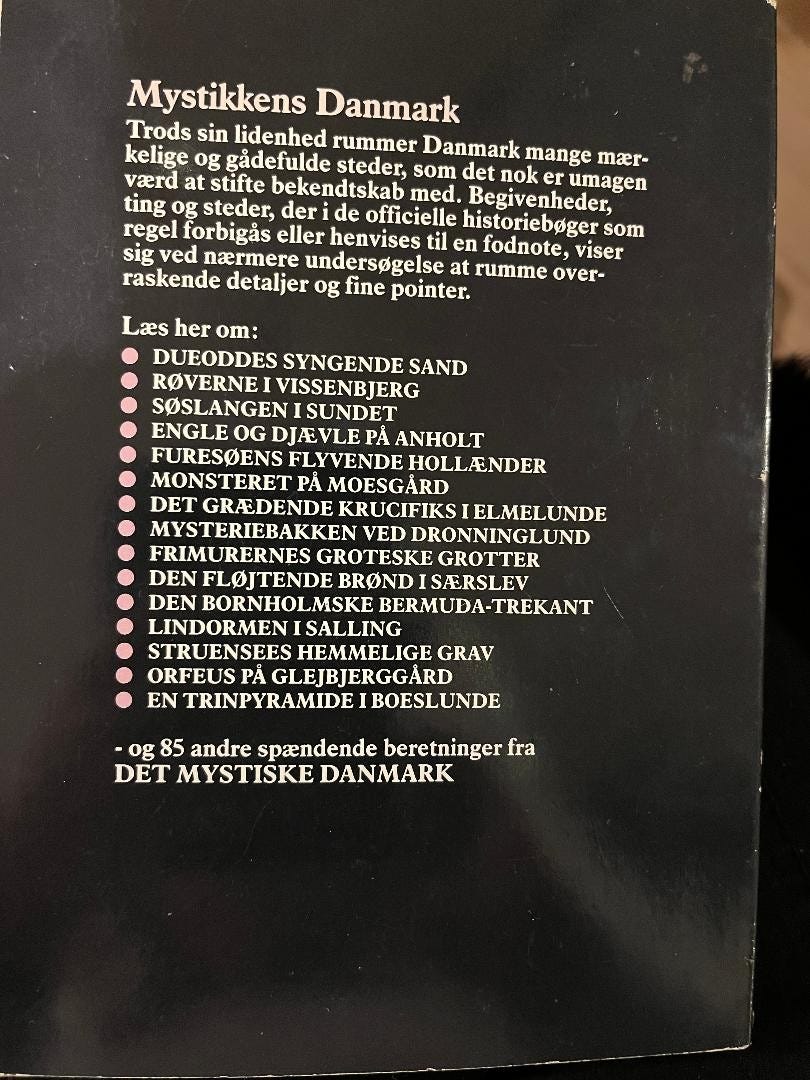 Mystikkens Danmark
Trods sin lidenhed rummer Danmark mange mær-
kelige og gådefulde steder, som det nok er umagen
værd at stifte bekendtskab med. Begivenheder,
ting og steder, der i de officielle historiebøger som
regel forbigås eller henvises til en fodnote, viser
sig ved nærmere undersøgelse at rumme over-
raskende detaljer og fine pointer.
Læs her om:
● DUEODDES SYNGENDE SAND
● RØVERNE I VISSENBJERG
● SØSLANGEN I SUNDET
● ENGLE OG DJÆVLE PÅ ANHOLT
● FURESØENS FLYVENDE HOLLÆNDER
● MONSTERET PÅ MOESGÅRD
● DET GRÆDENDE KRUCIFIKS I ELMELUNDE
● MYSTERIEBAKKEN VED DRONNINGLUND
● FRIMURERNES GROTESKE GROTTER
● DEN FLØJTENDE BRØND I SÆRSLEV
● DEN BORNHOLMSKE BERMUDA-TREKANT
● LINDORMEN I SALLING
● STRUENSEES HEMMELIGE GRAV
● ORFEUS PÅ GLEJBJERGGÅRD
● EN TRINPYRAMIDE I BOESLUNDE
- og 85 andre spændende beretninger fra
DET MYSTISKE DANMARK